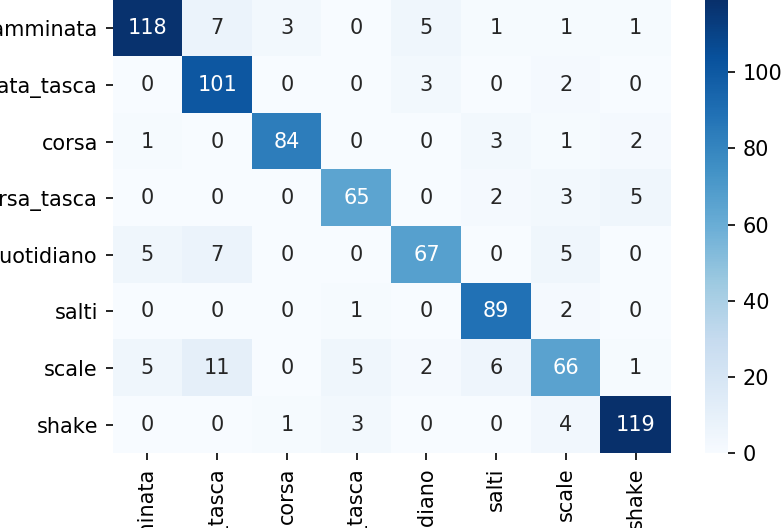 amminata 118 7 3 0 5 1 1 1
ata_tasca 0 101 0 0 3 0 2 0
corsa 1 0 84 0 0 3 1 2
rsa_tasca 0 0 0 65 0 2 3 5
uotidiano 5 7 0 0 67 0 5 0
salti 0 0 0 1 0 89 2 0
scale 5 11 0 5 2 6 66 1
shake 0 0 1 3 0 0 4 119
minata _tasca corsa _tasca diano salti scale shake
100
80
60
40
20
0